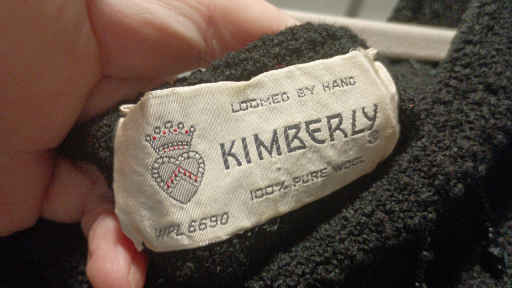 LOOMED BY HAND
KIMBERLY®
100% PURE WOOL
WPL 6690